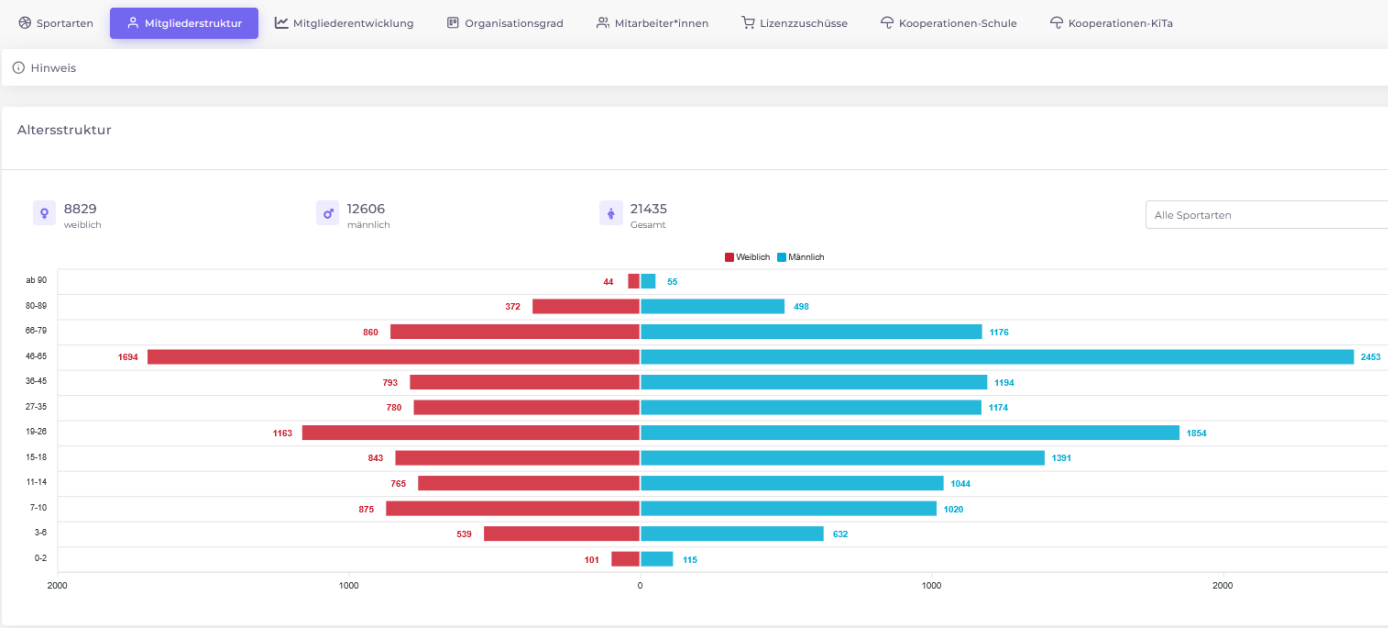 Sportarten Mitgliederstruktur Mitgliederentwicklung Organisationsgrad Mitarbeiter*innen Lizenzzuschüsse Kooperationen-Schule Kooperationen-KiTa
Hinweis
Altersstruktur
8829 12606 21435
weiblich männlich Gesamt
Alle Sportarten
Weiblich Männlich
ab 90 44 55
80-89 372 498
66-79 860 1176
46-65 1694 2453
36-45 793 1194
27-35 780 1174
19-26 1163 1854
15-18 843 1391
11-14 765 1044
7-10 875 1020
3-6 539 632
0-2 101 115
2000 1000 0 1000 2000